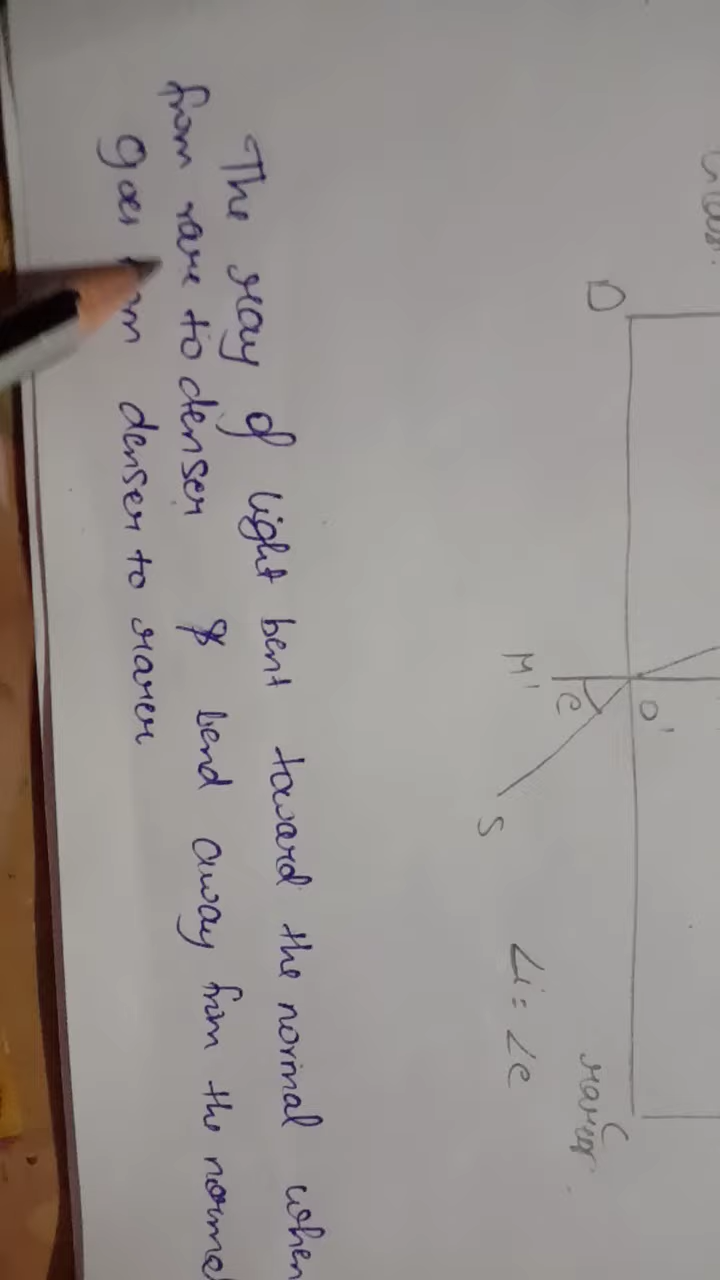 D
M'
O'
e
S
C
∠i = ∠e
rarer.
The ray of light bent toward the normal when
from rare to denser & bend away from the normal
goes denser to rarer